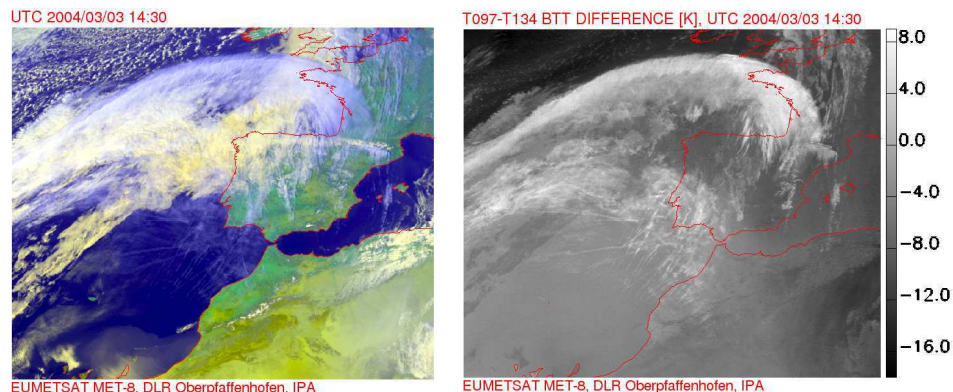 UTC 2004/03/03 14:30
EUMETSAT MET-8, DLR Oberpfaffenhofen, IPA
T097-T134 BTT DIFFERENCE [K], UTC 2004/03/03 14:30
8.0
4.0
0.0
−4.0
−8.0
−12.0
−16.0
EUMETSAT MET-8, DLR Oberpfaffenhofen, IPA